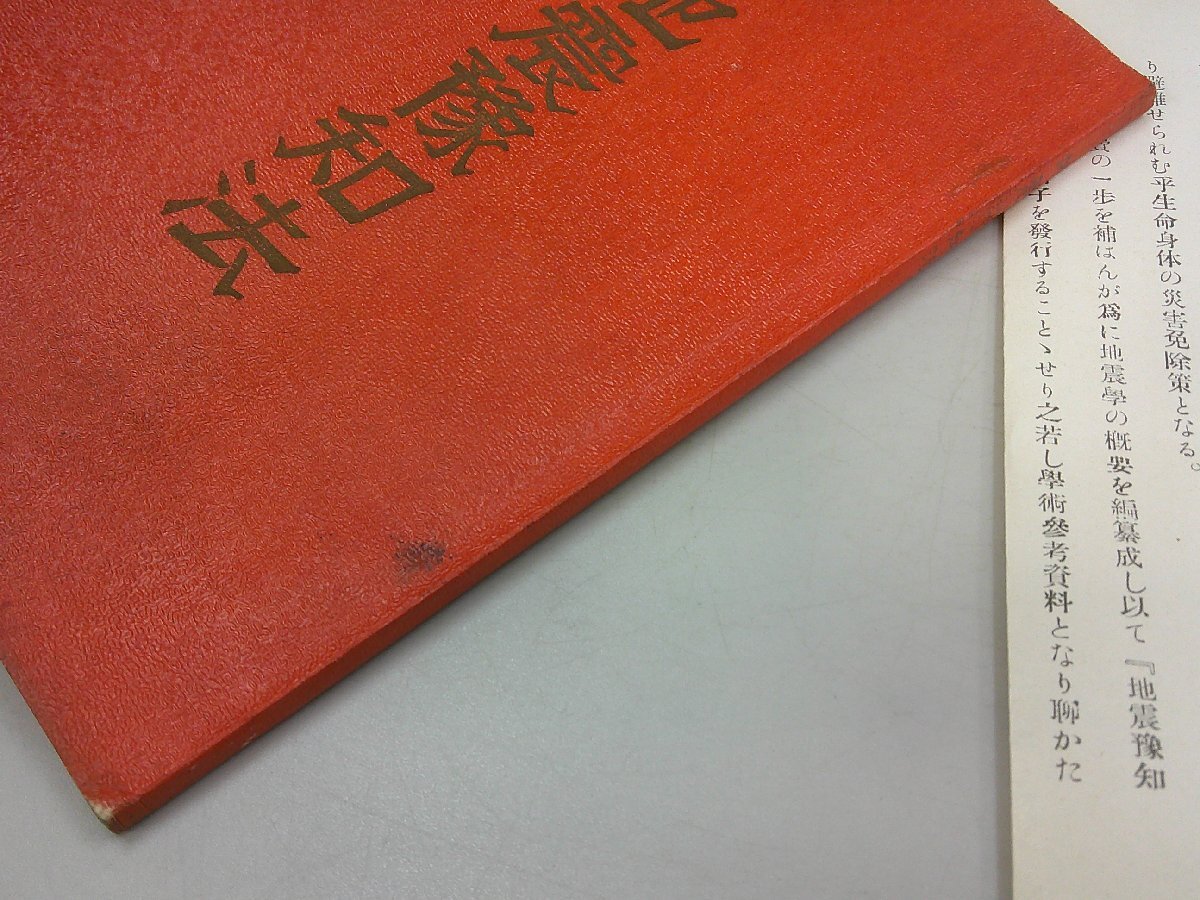 震豫知法
り避難せられむ平生命身体の災害免除策となる。
の一歩を補はんが爲に地震學の概要を編纂成し以て『地震豫知
子を發行することゝせり之若し學術參考資料となり聊かた